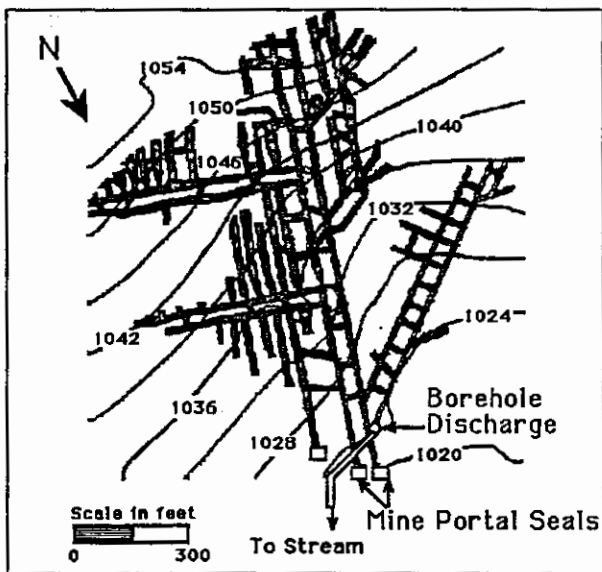 N
1054
1050
1040
1046
1032
1042
1024
1036
Borehole
Discharge
1028
1020
Scale in feet
0 300
Mine Portal Seals
To Stream